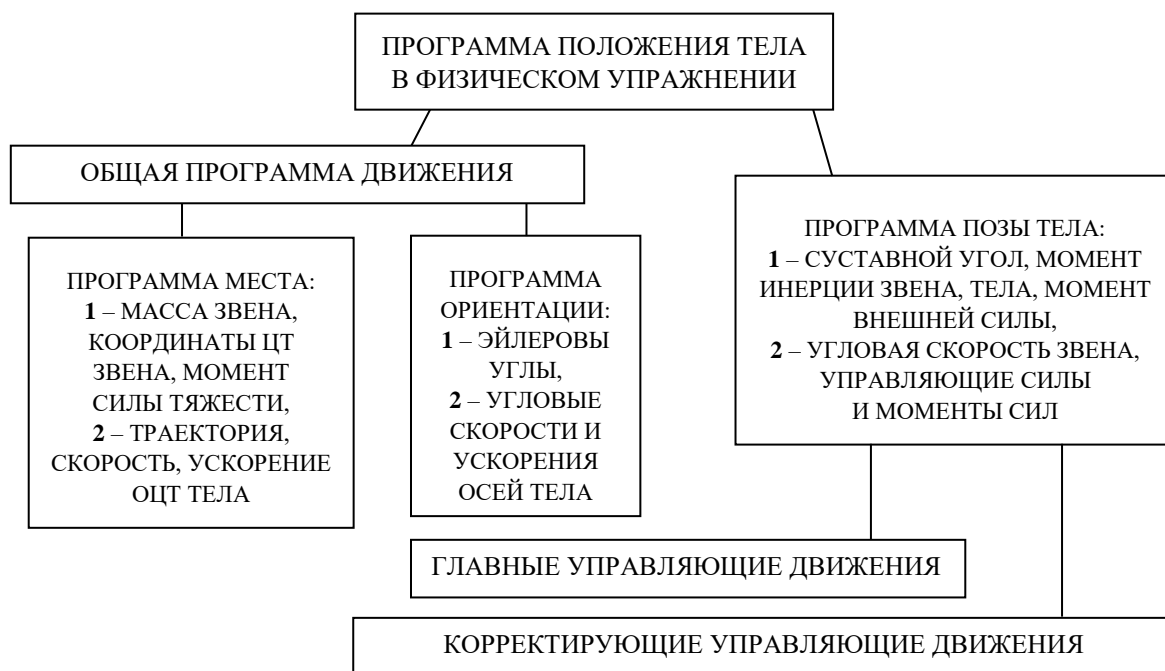 ПРОГРАММА ПОЛОЖЕНИЯ ТЕЛА
В ФИЗИЧЕСКОМ УПРАЖНЕНИИ
ОБЩАЯ ПРОГРАММА ДВИЖЕНИЯ
ПРОГРАММА МЕСТА:
1 – МАССА ЗВЕНА,
КООРДИНАТЫ ЦТ
ЗВЕНА, МОМЕНТ
СИЛЫ ТЯЖЕСТИ,
2 – ТРАЕКТОРИЯ,
СКОРОСТЬ, УСКОРЕНИЕ
ОЦТ ТЕЛА
ПРОГРАММА
ОРИЕНТАЦИИ:
1 – ЭЙЛЕРОВЫ
УГЛЫ,
2 – УГЛОВЫЕ
СКОРОСТИ И
УСКОРЕНИЯ
ОСЕЙ ТЕЛА
ПРОГРАММА ПОЗЫ ТЕЛА:
1 – СУСТАВНОЙ УГОЛ, МОМЕНТ
ИНЕРЦИИ ЗВЕНА, ТЕЛА, МОМЕНТ
ВНЕШНЕЙ СИЛЫ,
2 – УГЛОВАЯ СКОРОСТЬ ЗВЕНА,
УПРАВЛЯЮЩИЕ СИЛЫ
И МОМЕНТЫ СИЛ
ГЛАВНЫЕ УПРАВЛЯЮЩИЕ ДВИЖЕНИЯ
КОРРЕКТИРУЮЩИЕ УПРАВЛЯЮЩИЕ ДВИЖЕНИЯ